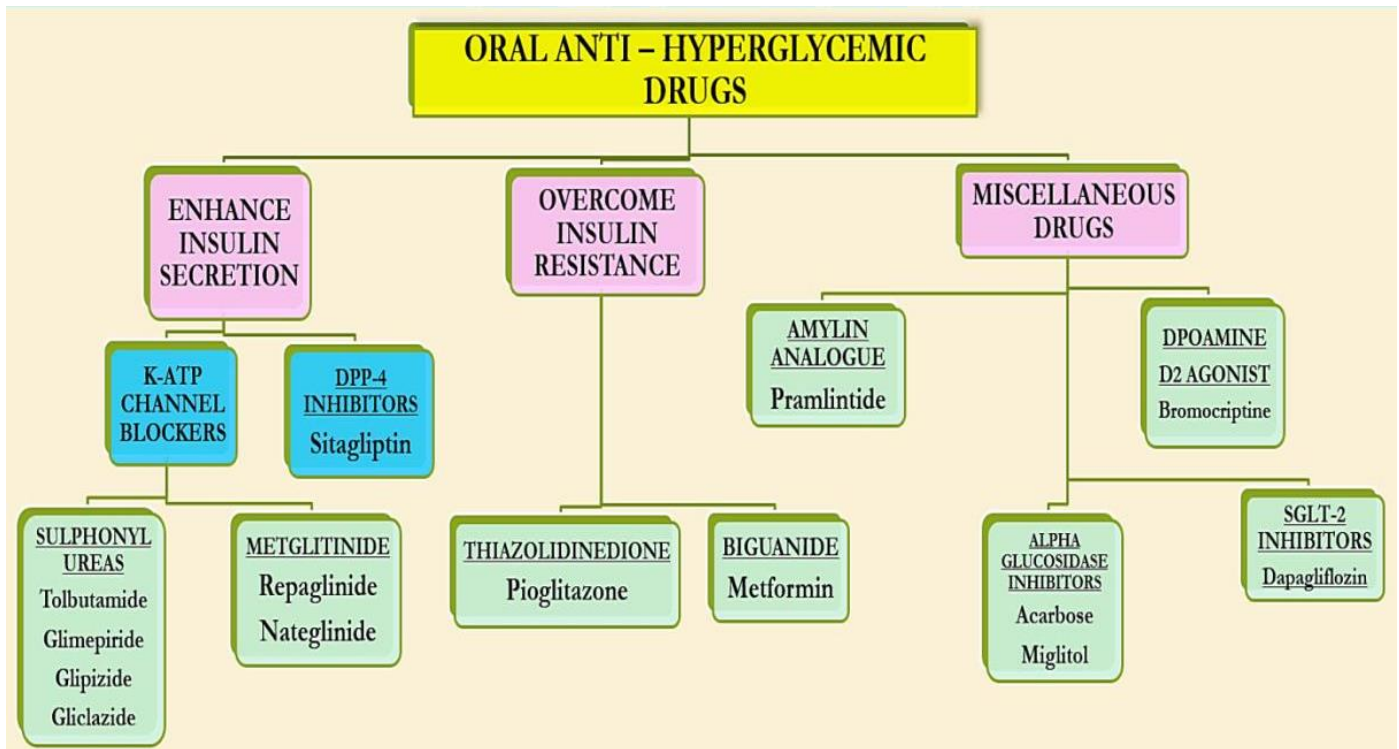 ORAL ANTI – HYPERGLYCEMIC
DRUGS
ENHANCE
INSULIN
SECRETION
OVERCOME
INSULIN
RESISTANCE
MISCELLANEOUS
DRUGS
K-ATP
CHANNEL
BLOCKERS
DPP-4
INHIBITORS
Sitagliptin
AMYLIN
ANALOGUE
Pramlintide
DPOAMINE
D2 AGONIST
Bromocriptine
SULPHONYL
UREAS
Tolbutamide
Glimepiride
Glipizide
Gliclazide
METGLITINIDE
Repaglinide
Nateglinide
THIAZOLIDINEDIONE
Pioglitazone
BIGUANIDE
Metformin
ALPHA
GLUCOSIDASE
INHIBITORS
Acarbose
Miglitol
SGLT-2
INHIBITORS
Dapagliflozin